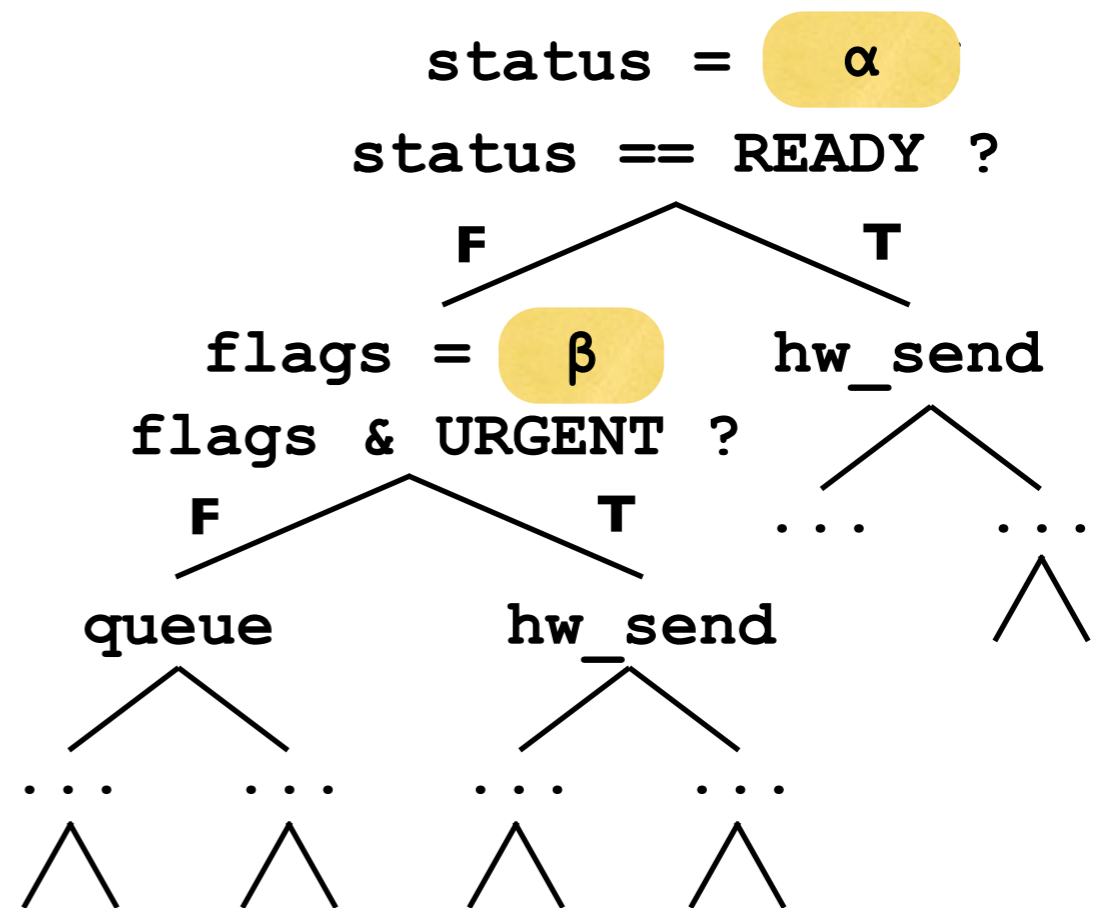 status = α
status == READY ?
F T
flags = β hw_send
flags & URGENT ?
F T
... ...
queue hw_send
... ... ... ...